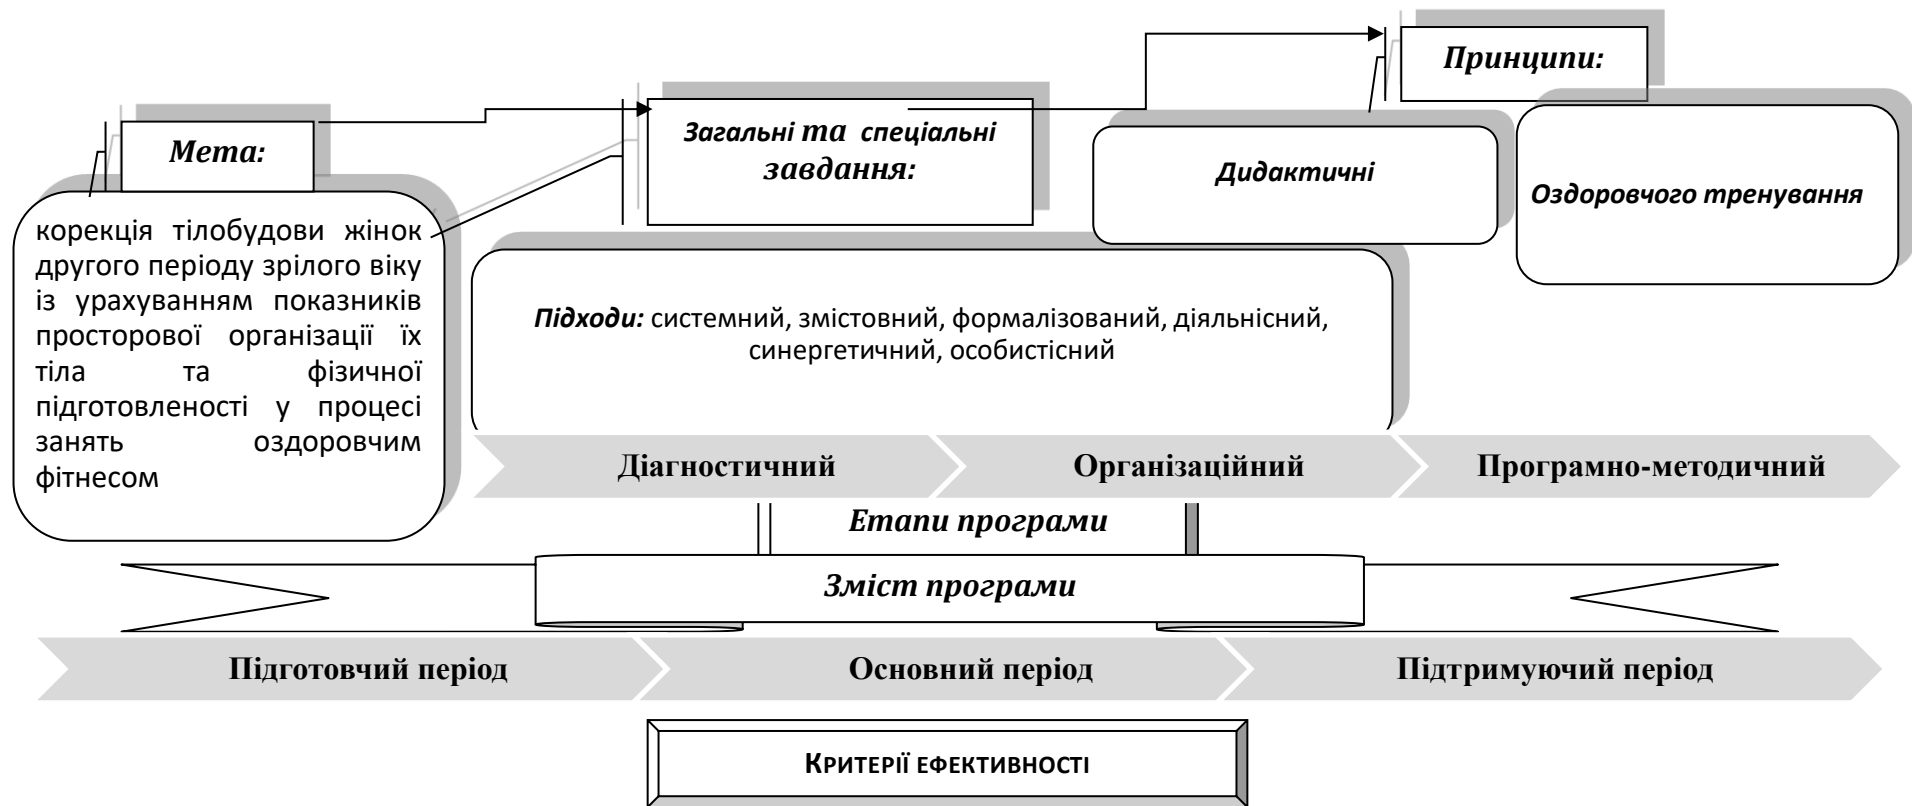 Принципи:
Загальні та спеціальні
завдання:
Мета:
Дидактичні
Оздоровчого тренування
корекція тілобудови жінок
другого періоду зрілого віку
із урахуванням показників
просторової організації їх
тіла та фізичної
підготовленості у процесі
занять оздоровчим
фітнесом
Підходи: системний, змістовний, формалізований, діяльнісний,
синергетичний, особистісний
Діагностичний
Організаційний
Програмно-методичний
Етапи програми
Зміст програми
Підготовчий період
Основний період
Підтримуючий період
КРИТЕРІЇ ЕФЕКТИВНОСТІ